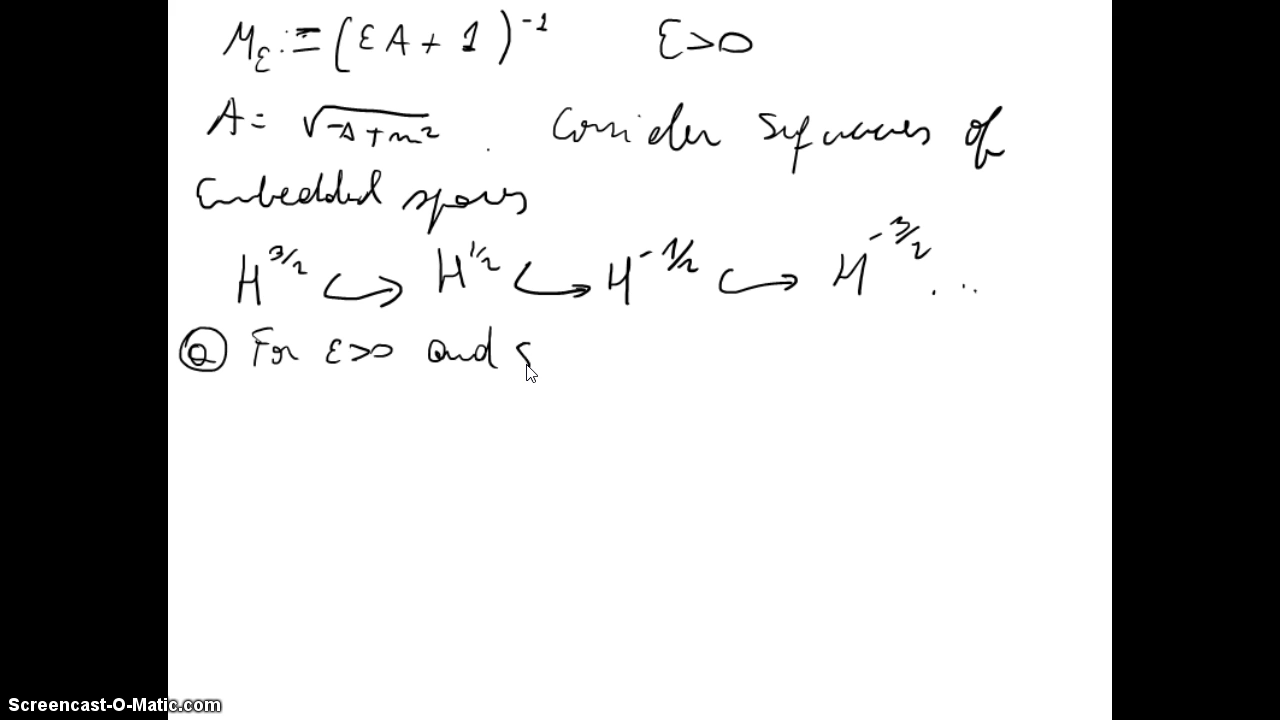 M_ε := (εA + 1)^{-1} ε>0
A = √(-Δ+m²) . Consider sequences of
Embedded spaces
H^{3/2} ↪ H^{1/2} ↪ H^{-1/2} ↪ H^{-3/2} ...
Ⓠ For ε>0 and
Screencast-O-Matic.com